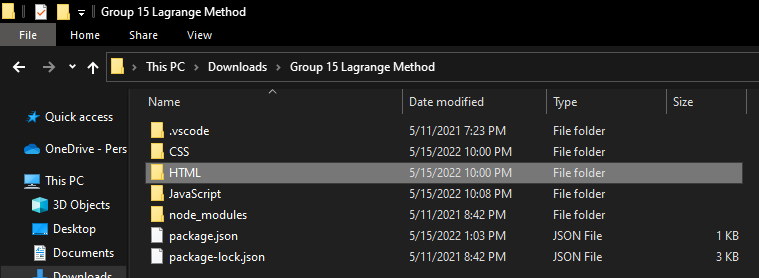 Group 15 Lagrange Method
File Home Share View
This PC Downloads Group 15 Lagrange Method
Name Date modified Type Size
Quick access
OneDrive - Pers
This PC
3D Objects
Desktop
Documents
Downloads
.vscode 5/11/2021 7:23 PM File folder
CSS 5/15/2022 10:00 PM File folder
HTML 5/15/2022 10:00 PM File folder
JavaScript 5/15/2022 10:08 PM File folder
node_modules 5/11/2021 8:42 PM File folder
package.json 5/15/2022 1:03 PM JSON File 1 KB
package-lock.json 5/11/2021 8:42 PM JSON File 3 KB